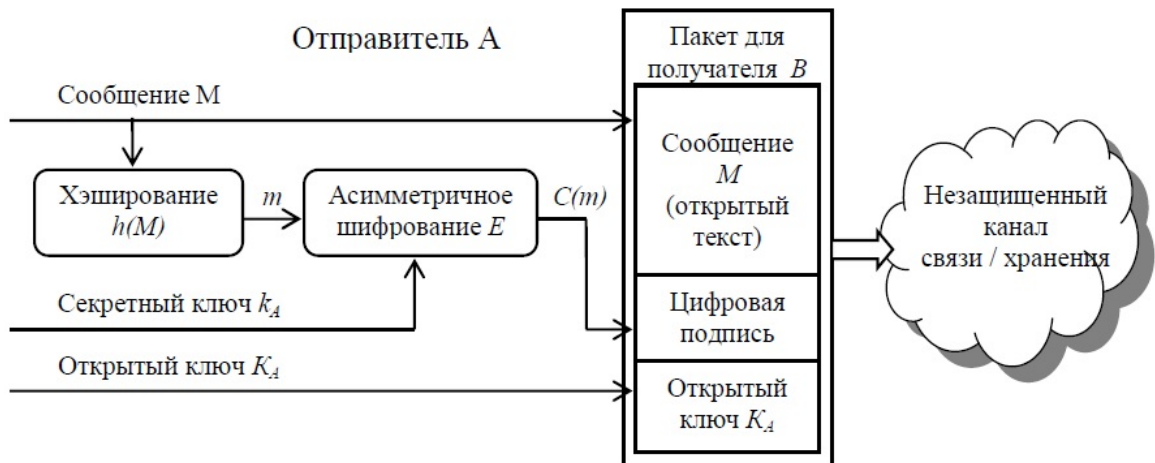 Отправитель А
Сообщение М
Хэширование
h(M)
m
Асимметричное
шифрование E
C(m)
Секретный ключ kA
Открытый ключ KA
Пакет для
получателя B
Сообщение
M
(открытый
текст)
Цифровая
подпись
Открытый
ключ KA
Незащищенный
канал
связи / хранения